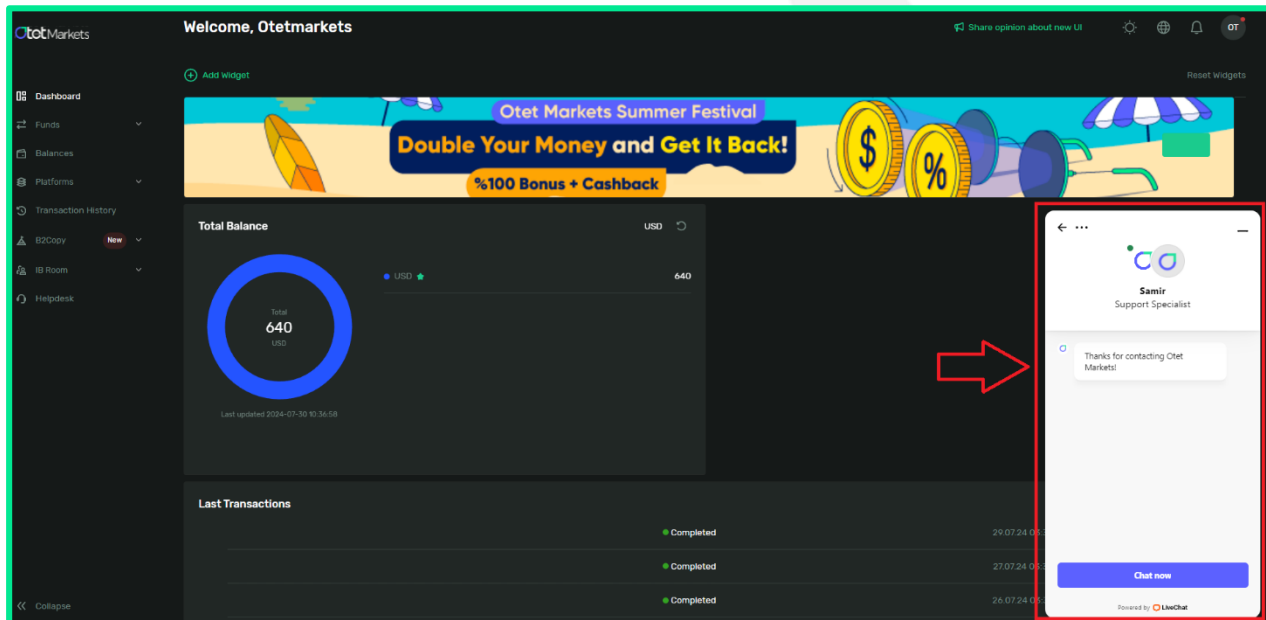 OtetMarkets
Welcome, Otetmarkets
Share opinion about new UI
OT
Add Widget
Reset Widgets
Dashboard
Funds
Balances
Platforms
Transaction History
B2Copy New
IB Room
Helpdesk
Collapse
Otet Markets Summer Festival
Double Your Money and Get It Back!
%100 Bonus + Cashback
$
%
Total Balance
USD
Total
640
USD
USD
640
Last updated 2024-07-30 10:36:58
Last Transactions
Completed
29.07.24
Completed
27.07.24
Completed
26.07.24
Samir
Support Specialist
Thanks for contacting Otet
Markets!
Chat now
Powered by LiveChat